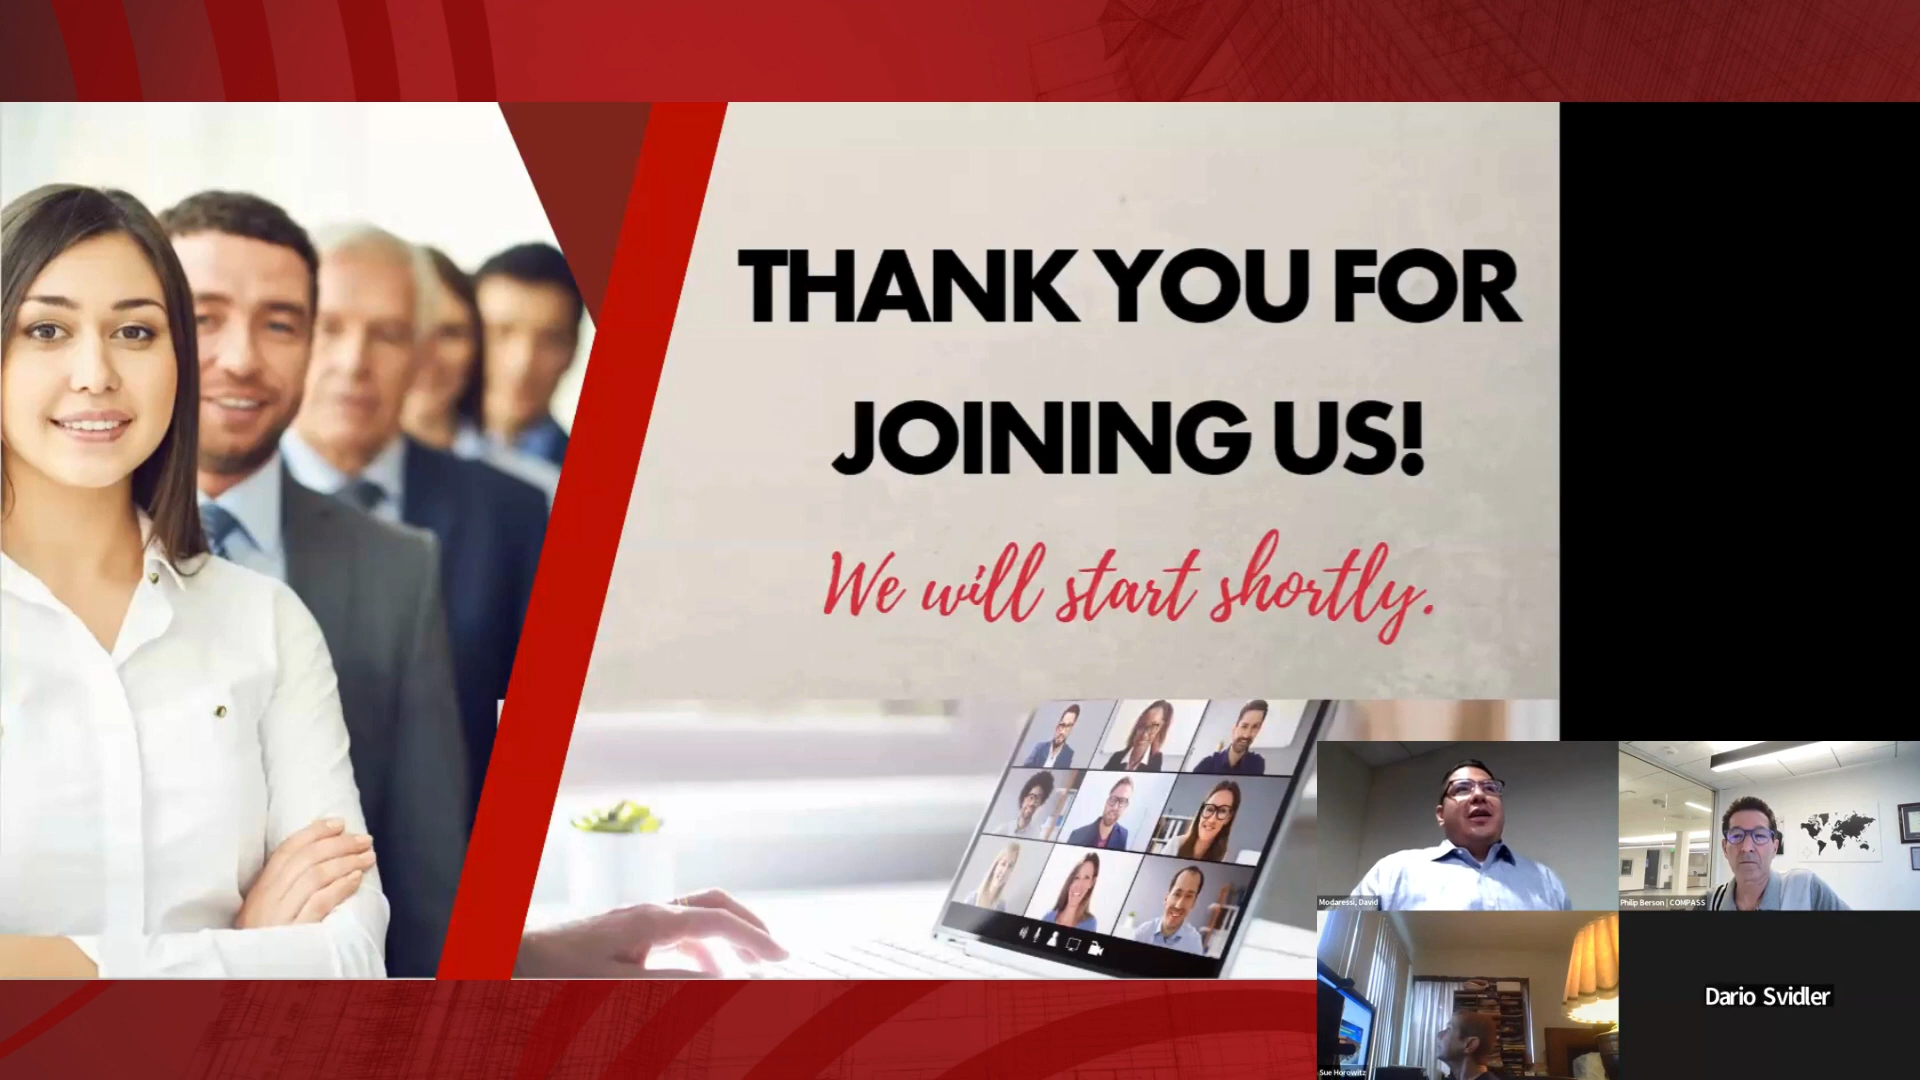 THANK YOU FOR
JOINING US!
We will start shortly.
Modaressi, David
Philip Berson | COMPASS
Sue Horowitz
Dario Svidler